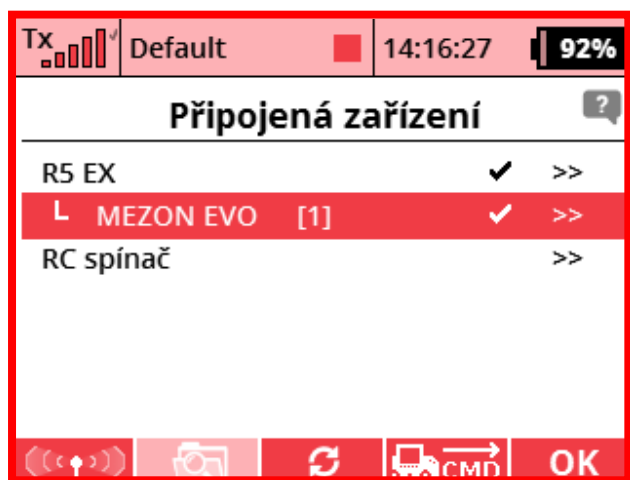 Tx Default 14:16:27 92%
Připojená zařízení ?
R5 EX >>
MEZON EVO [1] >>
RC spínač >>
CMD OK